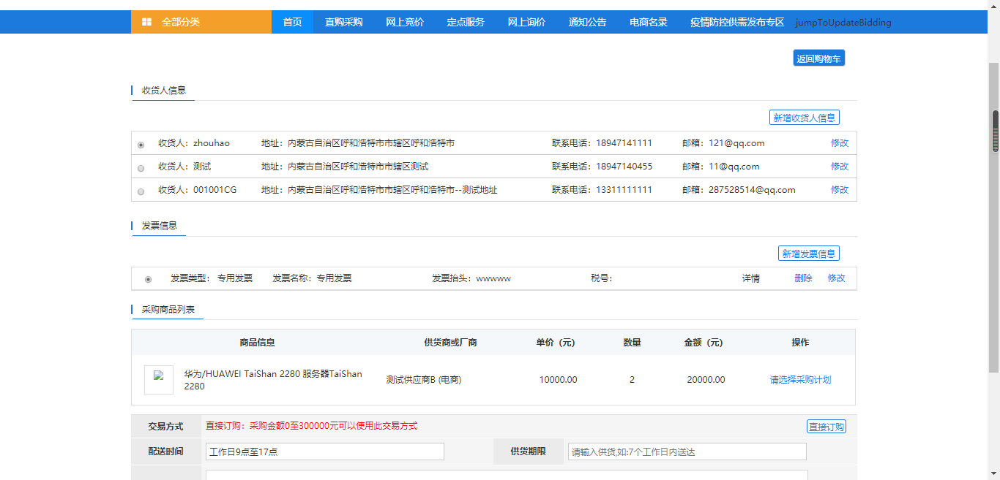 全部分类 首页 直购采购 网上竞价 定点服务 网上询价 通知公告 电商名录 疫情防控供需发布专区 jumpToUpdateBidding
返回购物车
收货人信息
新增收货人信息
收货人：zhouhao 地址：内蒙古自治区呼和浩特市市辖区呼和浩特市 联系电话：18947141111 邮箱：121@qq.com 修改
收货人：测试 地址：内蒙古自治区呼和浩特市市辖区测试 联系电话：18947140455 邮箱：11@qq.com 修改
收货人：001001CG 地址：内蒙古自治区呼和浩特市市辖区呼和浩特市--测试地址 联系电话：13311111111 邮箱：287528514@qq.com 修改
发票信息
新增发票信息
发票类型： 专用发票 发票名称：专用发票 发票抬头：wwwww 税号： 详情 删除 修改
采购商品列表
商品信息 供货商或厂商 单价（元） 数量 金额（元） 操作
华为/HUAWEI TaiShan 2280 服务器TaiShan
2280
测试供应商B (电商) 10000.00 2 20000.00 请选择采购计划
交易方式 直接订购：采购金额0至300000元可以使用此交易方式 直接订购
配送时间 工作日9点至17点 供货期限 请输入供货,如:7个工作日内送达